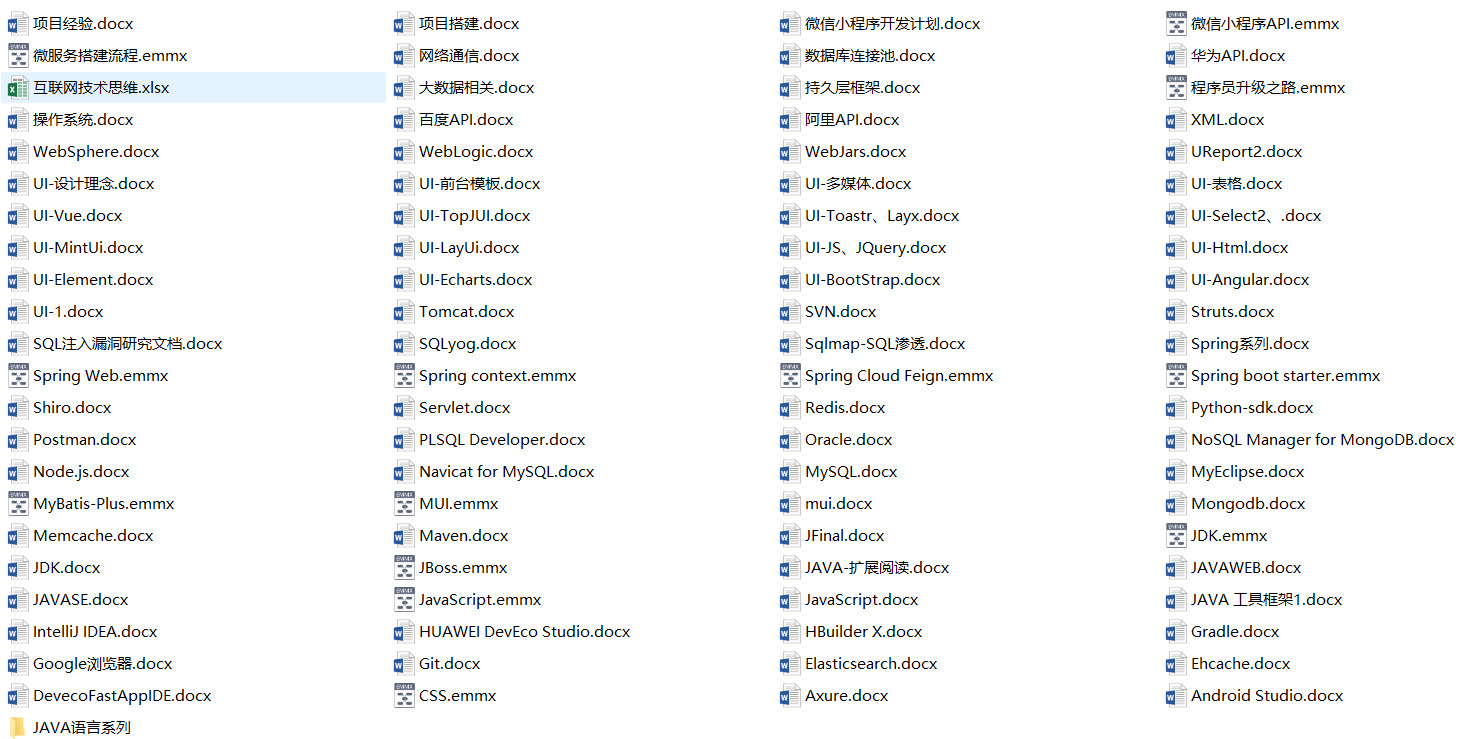 项目经验.docx 项目搭建.docx 微信小程序开发计划.docx 微信小程序API.emmx
微服务搭建流程.emmx 网络通信.docx 数据库连接池.docx 华为API.docx
互联网技术思维.xlsx 大数据相关.docx 持久层框架.docx 程序员升级之路.emmx
操作系统.docx 百度API.docx 阿里API.docx XML.docx
WebSphere.docx WebLogic.docx WebJars.docx UReport2.docx
UI-设计理念.docx UI-前台模板.docx UI-多媒体.docx UI-表格.docx
UI-Vue.docx UI-TopJUI.docx UI-Toastr、Layx.docx UI-Select2、.docx
UI-MintUi.docx UI-LayUi.docx UI-JS、JQuery.docx UI-Html.docx
UI-Element.docx UI-Echarts.docx UI-BootStrap.docx UI-Angular.docx
UI-1.docx Tomcat.docx SVN.docx Struts.docx
SQL注入漏洞研究文档.docx SQLyog.docx Sqlmap-SQL渗透.docx Spring系列.docx
Spring Web.emmx Spring context.emmx Spring Cloud Feign.emmx Spring boot starter.emmx
Shiro.docx Servlet.docx Redis.docx Python-sdk.docx
Postman.docx PLSQL Developer.docx Oracle.docx NoSQL Manager for MongoDB.docx
Node.js.docx Navicat for MySQL.docx MySQL.docx MyEclipse.docx
MyBatis-Plus.emmx MUI.emmx mui.docx Mongodb.docx
Memcache.docx Maven.docx JFinal.docx JDK.emmx
JDK.docx JBoss.emmx JAVA-扩展阅读.docx JAVAWEB.docx
JAVASE.docx JavaScript.emmx JavaScript.docx JAVA 工具框架1.docx
IntelliJ IDEA.docx HUAWEI DevEco Studio.docx HBuilder X.docx Gradle.docx
Google浏览器.docx Git.docx Elasticsearch.docx Ehcache.docx
DevecoFastAppIDE.docx CSS.emmx Axure.docx Android Studio.docx
JAVA语言系列